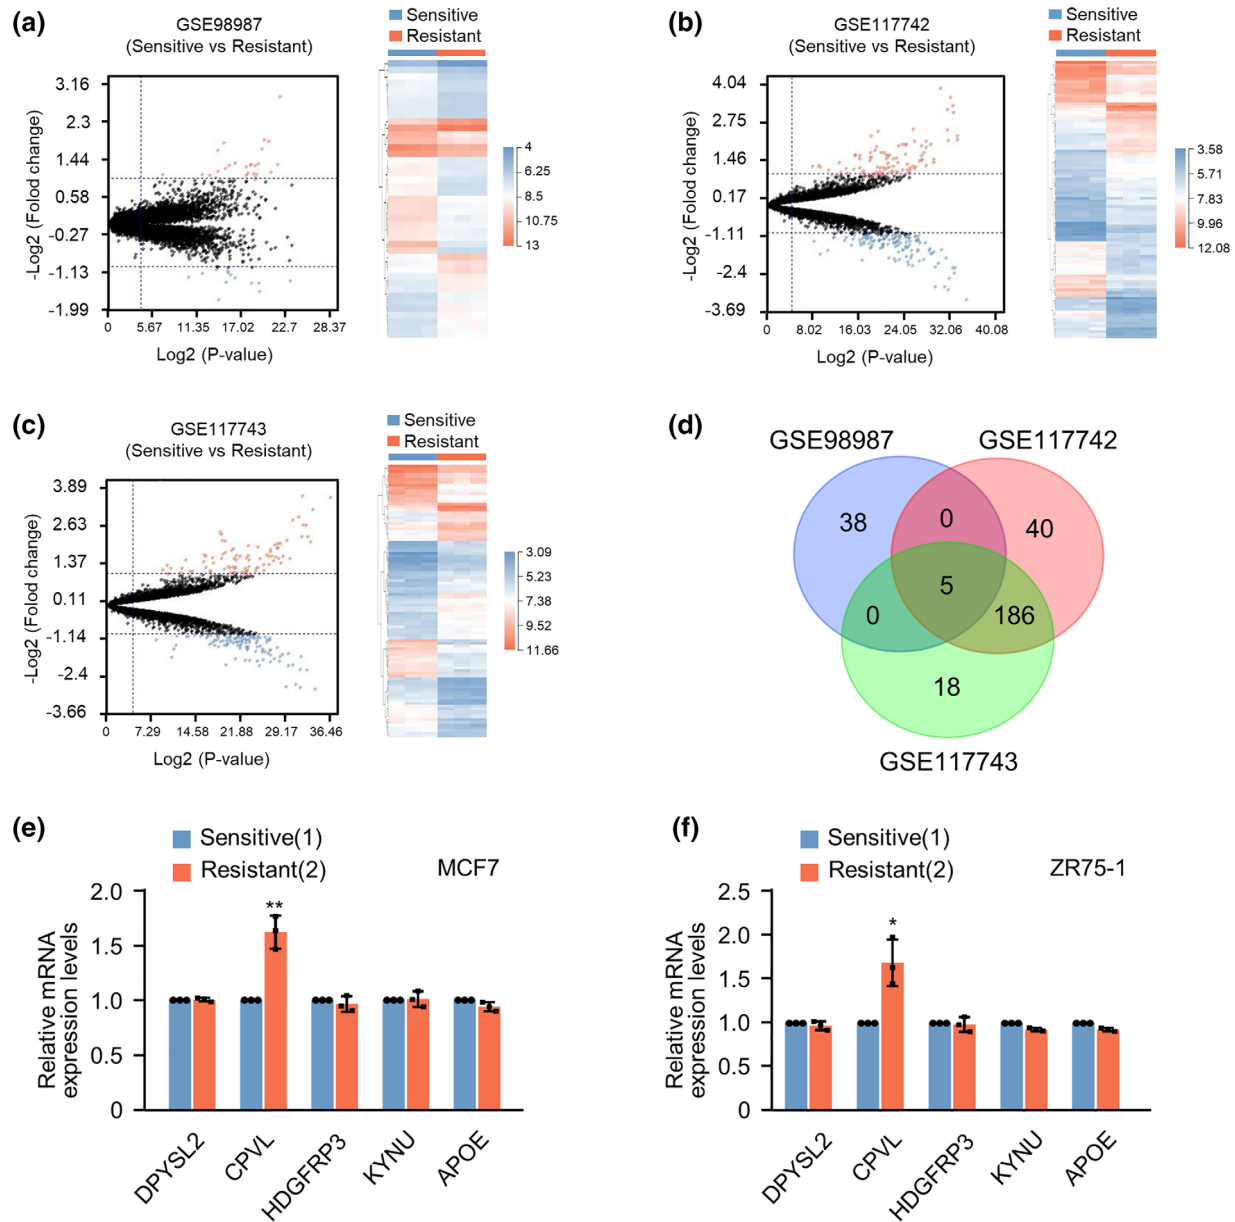 (a)
GSE98987
(Sensitive vs Resistant)
Sensitive
Resistant
-Log2 (Folod change)
3.16
2.3
1.44
0.58
-0.27
-1.13
-1.99
0 5.67 11.35 17.02 22.7 28.37
Log2 (P-value)
4
6.25
8.5
10.75
13
(b)
GSE117742
(Sensitive vs Resistant)
Sensitive
Resistant
-Log2 (Folod change)
4.04
2.75
1.46
0.17
-1.11
-2.4
-3.69
0 8.02 16.03 24.05 32.06 40.08
Log2 (P-value)
3.58
5.71
7.83
9.96
12.08
(c)
GSE117743
(Sensitive vs Resistant)
Sensitive
Resistant
-Log2 (Folod change)
3.89
2.63
1.37
0.11
-1.14
-2.4
-3.66
0 7.29 14.58 21.88 29.17 36.46
Log2 (P-value)
3.09
5.23
7.38
9.52
11.66
(d)
GSE98987 GSE117742
38 0 40
5
0 186
18
GSE117743
(e)
Sensitive(1)
Resistant(2)
MCF7
Relative mRNA
expression levels
2.0
1.5
1.0
0.5
0
**
DPYSL2 CPVL HDGFRP3 KYNU APOE
(f)
Sensitive(1)
Resistant(2)
ZR75-1
Relative mRNA
expression levels
2.5
2.0
1.5
1.0
0.5
0
*
DPYSL2 CPVL HDGFRP3 KYNU APOE